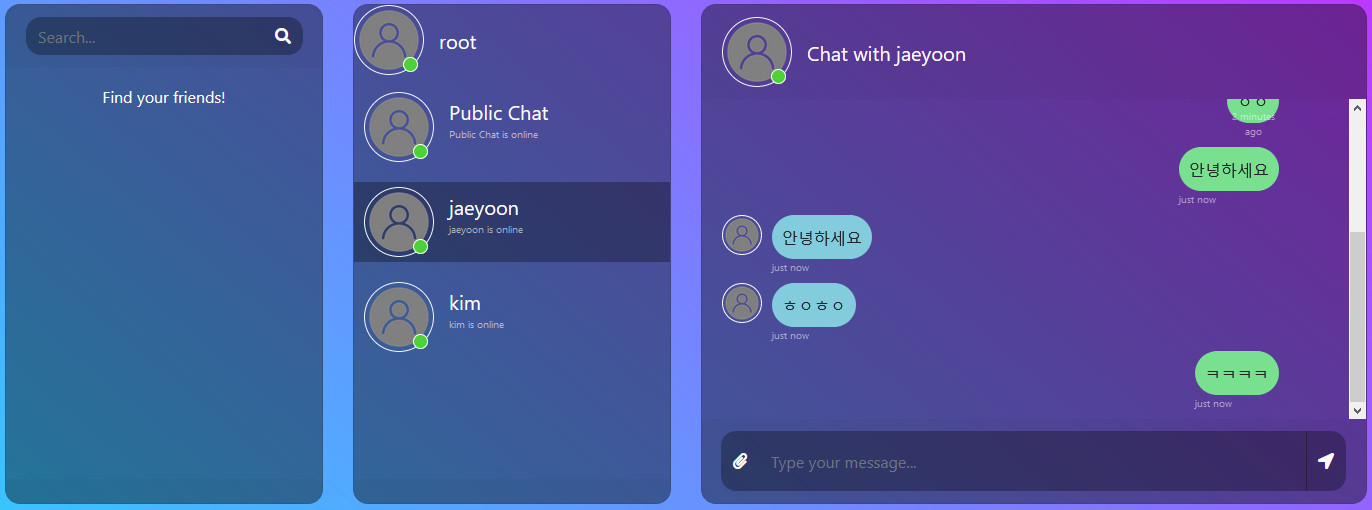 Search...
Find your friends!
root
Public Chat
Public Chat is online
jaeyoon
jaeyoon is online
kim
kim is online
Chat with jaeyoon
ㅎㅇ
minutes
ago
안녕하세요
just now
안녕하세요
just now
ㅎㅇㅎㅇ
just now
ㅋㅋㅋㅋ
just now
Type your message...